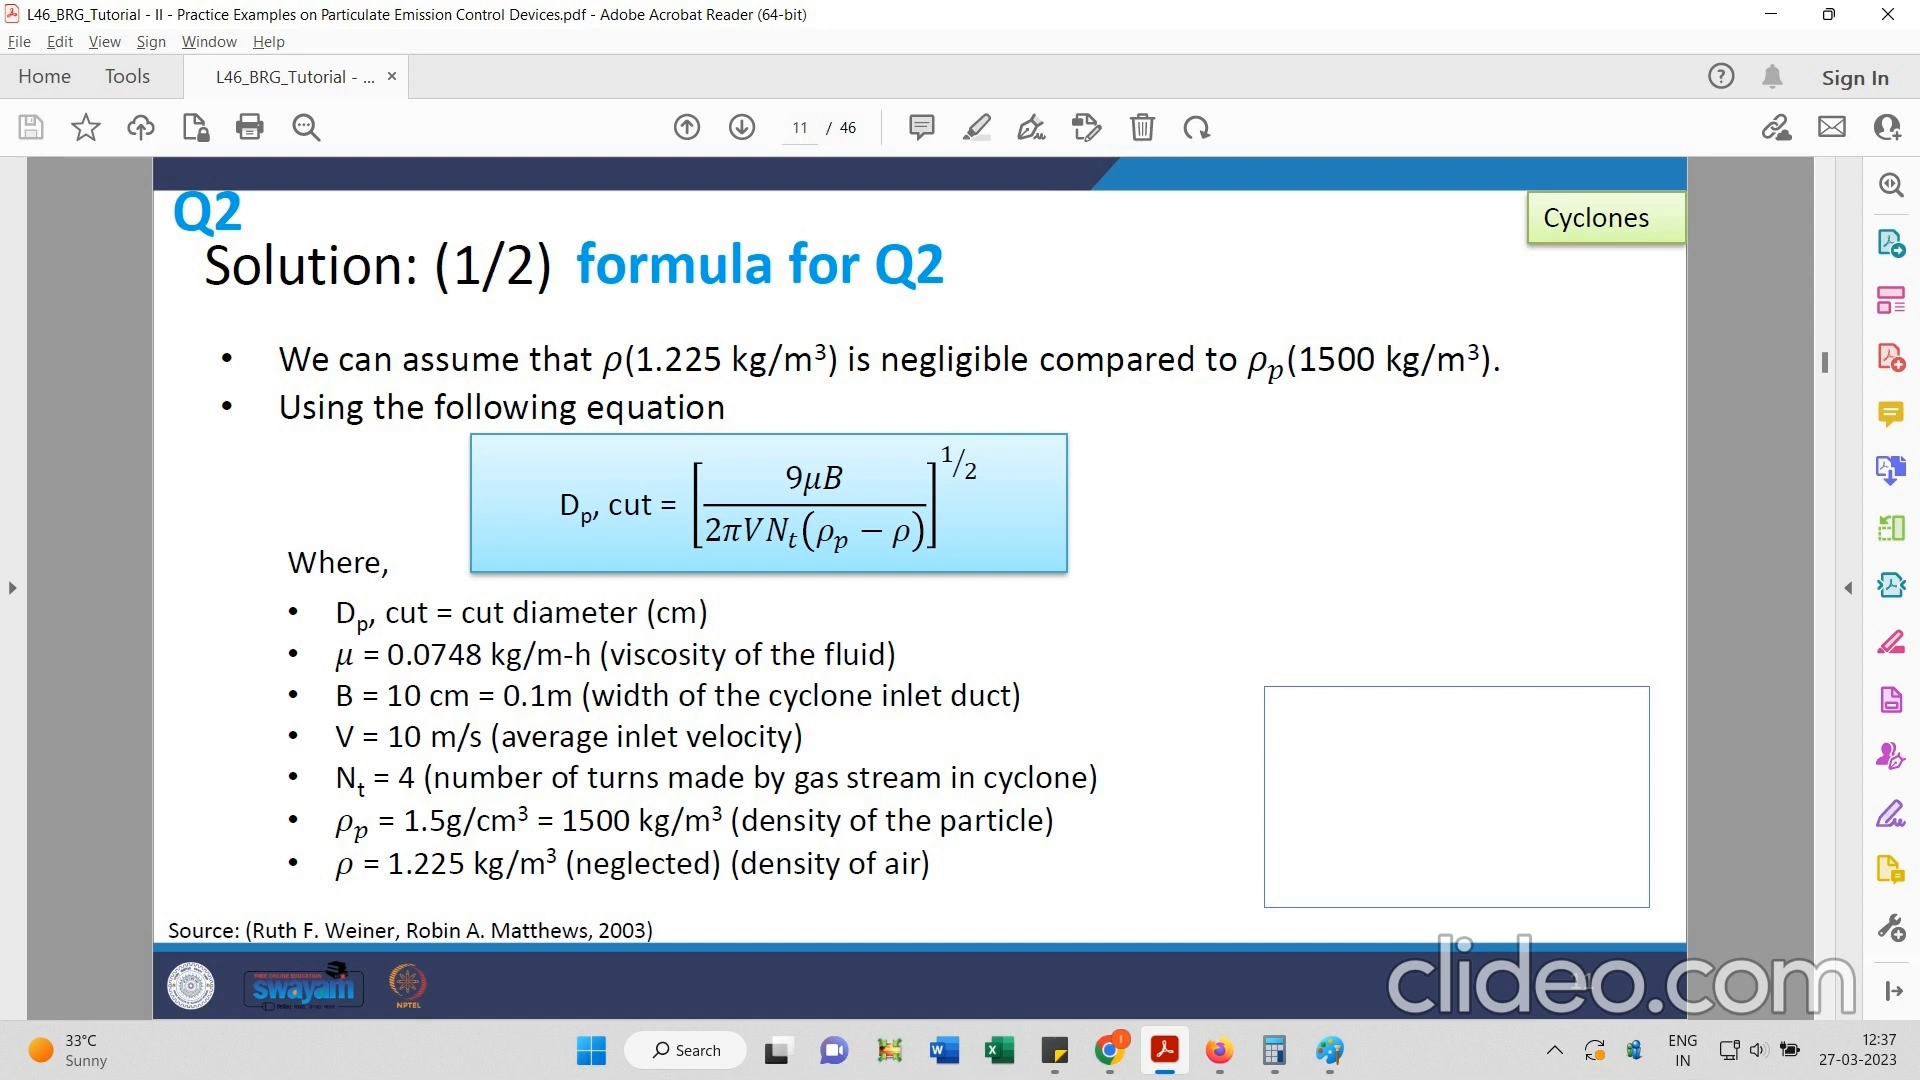 L46_BRG_Tutorial - II - Practice Examples on Particulate Emission Control Devices.pdf - Adobe Acrobat Reader (64-bit)
File Edit View Sign Window Help
Home Tools L46_BRG_Tutorial - ... × Sign In
11 / 46
Q2
Cyclones
Solution: (1/2) formula for Q2
• We can assume that ρ(1.225 kg/m³) is negligible compared to ρₚ(1500 kg/m³).
• Using the following equation
Dₚ, cut = [9μB / 2πVNₜ(ρₚ − ρ)]^1/2
Where,
• Dₚ, cut = cut diameter (cm)
• μ = 0.0748 kg/m-h (viscosity of the fluid)
• B = 10 cm = 0.1m (width of the cyclone inlet duct)
• V = 10 m/s (average inlet velocity)
• Nₜ = 4 (number of turns made by gas stream in cyclone)
• ρₚ = 1.5g/cm³ = 1500 kg/m³ (density of the particle)
• ρ = 1.225 kg/m³ (neglected) (density of air)
Source: (Ruth F. Weiner, Robin A. Matthews, 2003)
FREE ONLINE EDUCATION
swayam
NPTEL
11
clideo.com
33°C
Sunny
Search
ENG
IN
12:37
27-03-2023